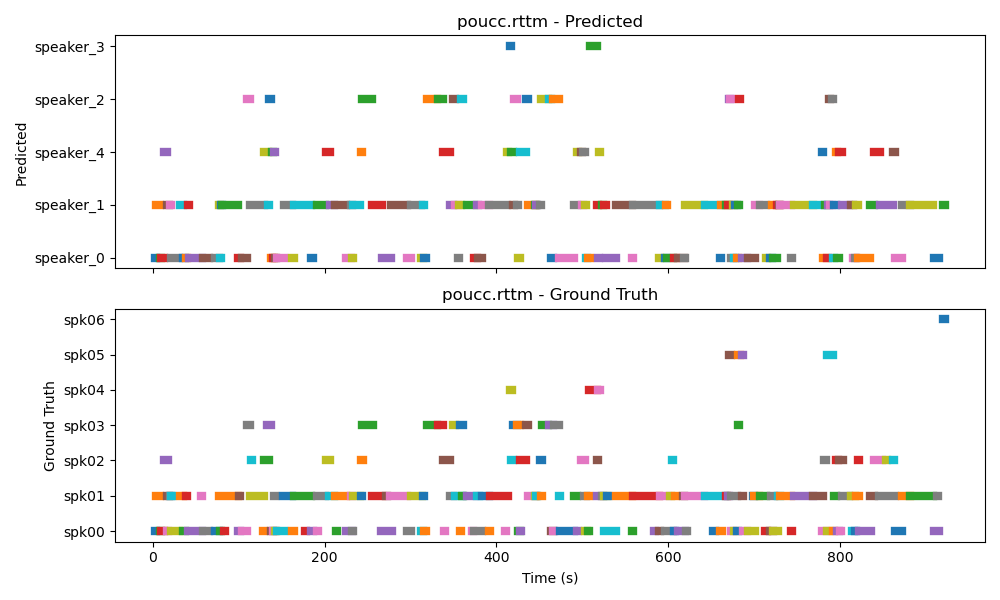 poucc.rttm - Predicted
speaker_3
speaker_2
speaker_4
speaker_1
speaker_0
Predicted
poucc.rttm - Ground Truth
spk06
spk05
spk04
spk03
spk02
spk01
spk00
Ground Truth
0 200 400 600 800
Time (s)